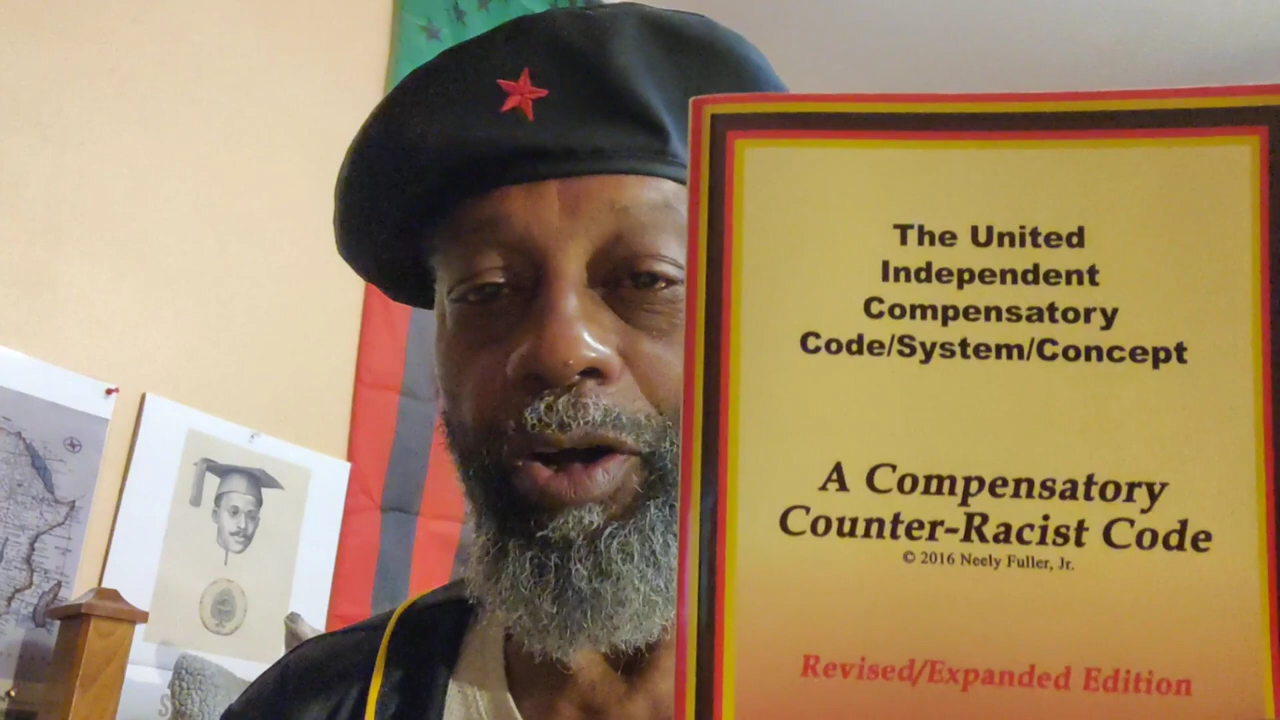 The United
Independent
Compensatory
Code/System/Concept
A Compensatory
Counter-Racist Code
© 2016 Neely Fuller, Jr.
Revised/Expanded Edition